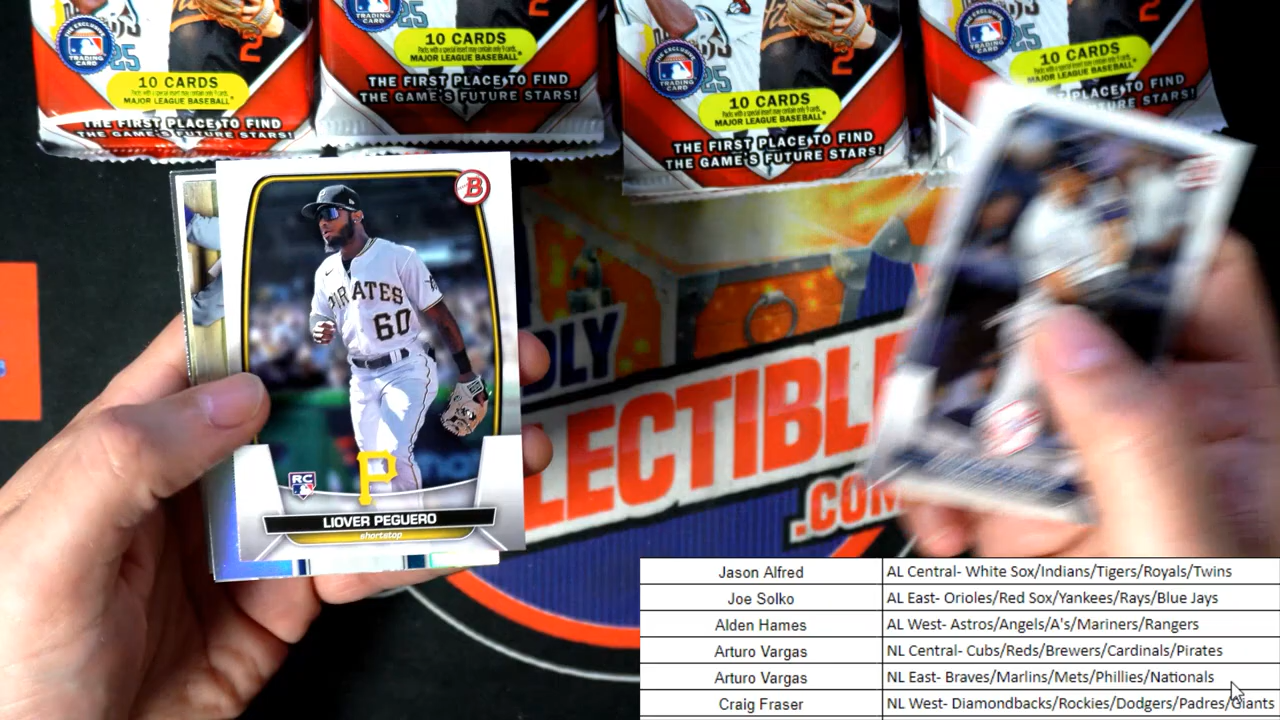 10 CARDS
MAJOR LEAGUE BASEBALL
THE FIRST PLACE TO FIND
THE GAME'S FUTURE STARS!
10 CARDS
MAJOR LEAGUE BASEBALL
THE FIRST PLACE TO FIND
THE GAME'S FUTURE STARS!
10 CARDS
MAJOR LEAGUE BASEBALL
THE FIRST PLACE TO FIND
THE GAME'S FUTURE STARS!
10 CARDS
MAJOR LEAGUE BASEBALL
THE FIRST PLACE TO FIND
THE GAME'S FUTURE STARS!
B
PIRATES
60
RC
P
LIOVER PEGUERO
shortstop
DLY
LECTIBL
.COM
Jason Alfred AL Central- White Sox/Indians/Tigers/Royals/Twins
Joe Solko AL East- Orioles/Red Sox/Yankees/Rays/Blue Jays
Alden Hames AL West- Astros/Angels/A's/Mariners/Rangers
Arturo Vargas NL Central- Cubs/Reds/Brewers/Cardinals/Pirates
Arturo Vargas NL East- Braves/Marlins/Mets/Phillies/Nationals
Craig Fraser NL West- Diamondbacks/Rockies/Dodgers/Padres/Giants